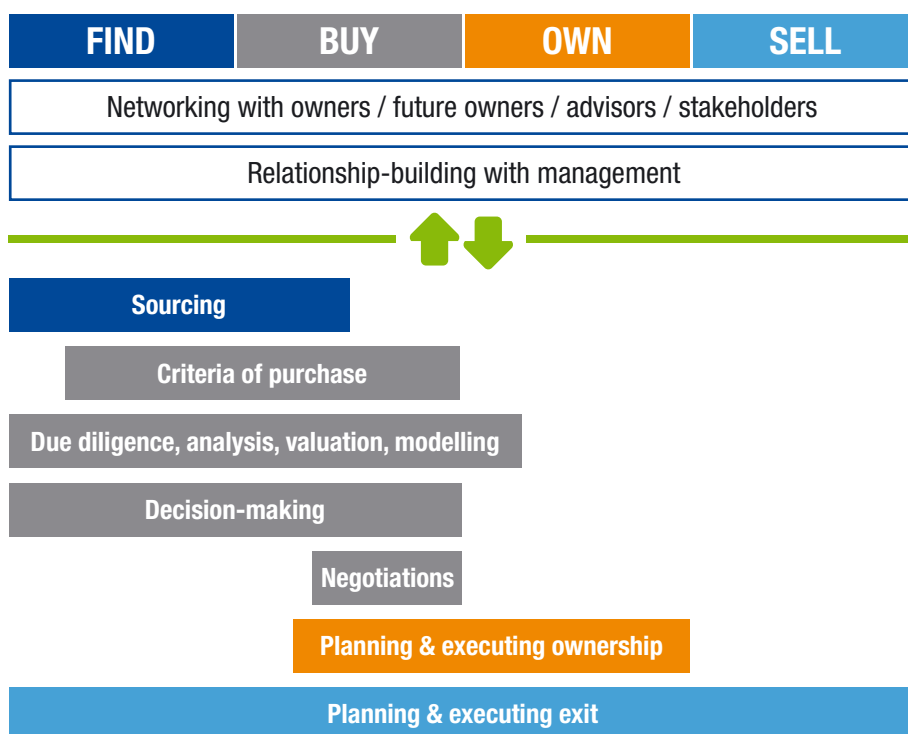 FIND BUY OWN SELL
Networking with owners / future owners / advisors / stakeholders
Relationship-building with management
Sourcing
Criteria of purchase
Due diligence, analysis, valuation, modelling
Decision-making
Negotiations
Planning & executing ownership
Planning & executing exit